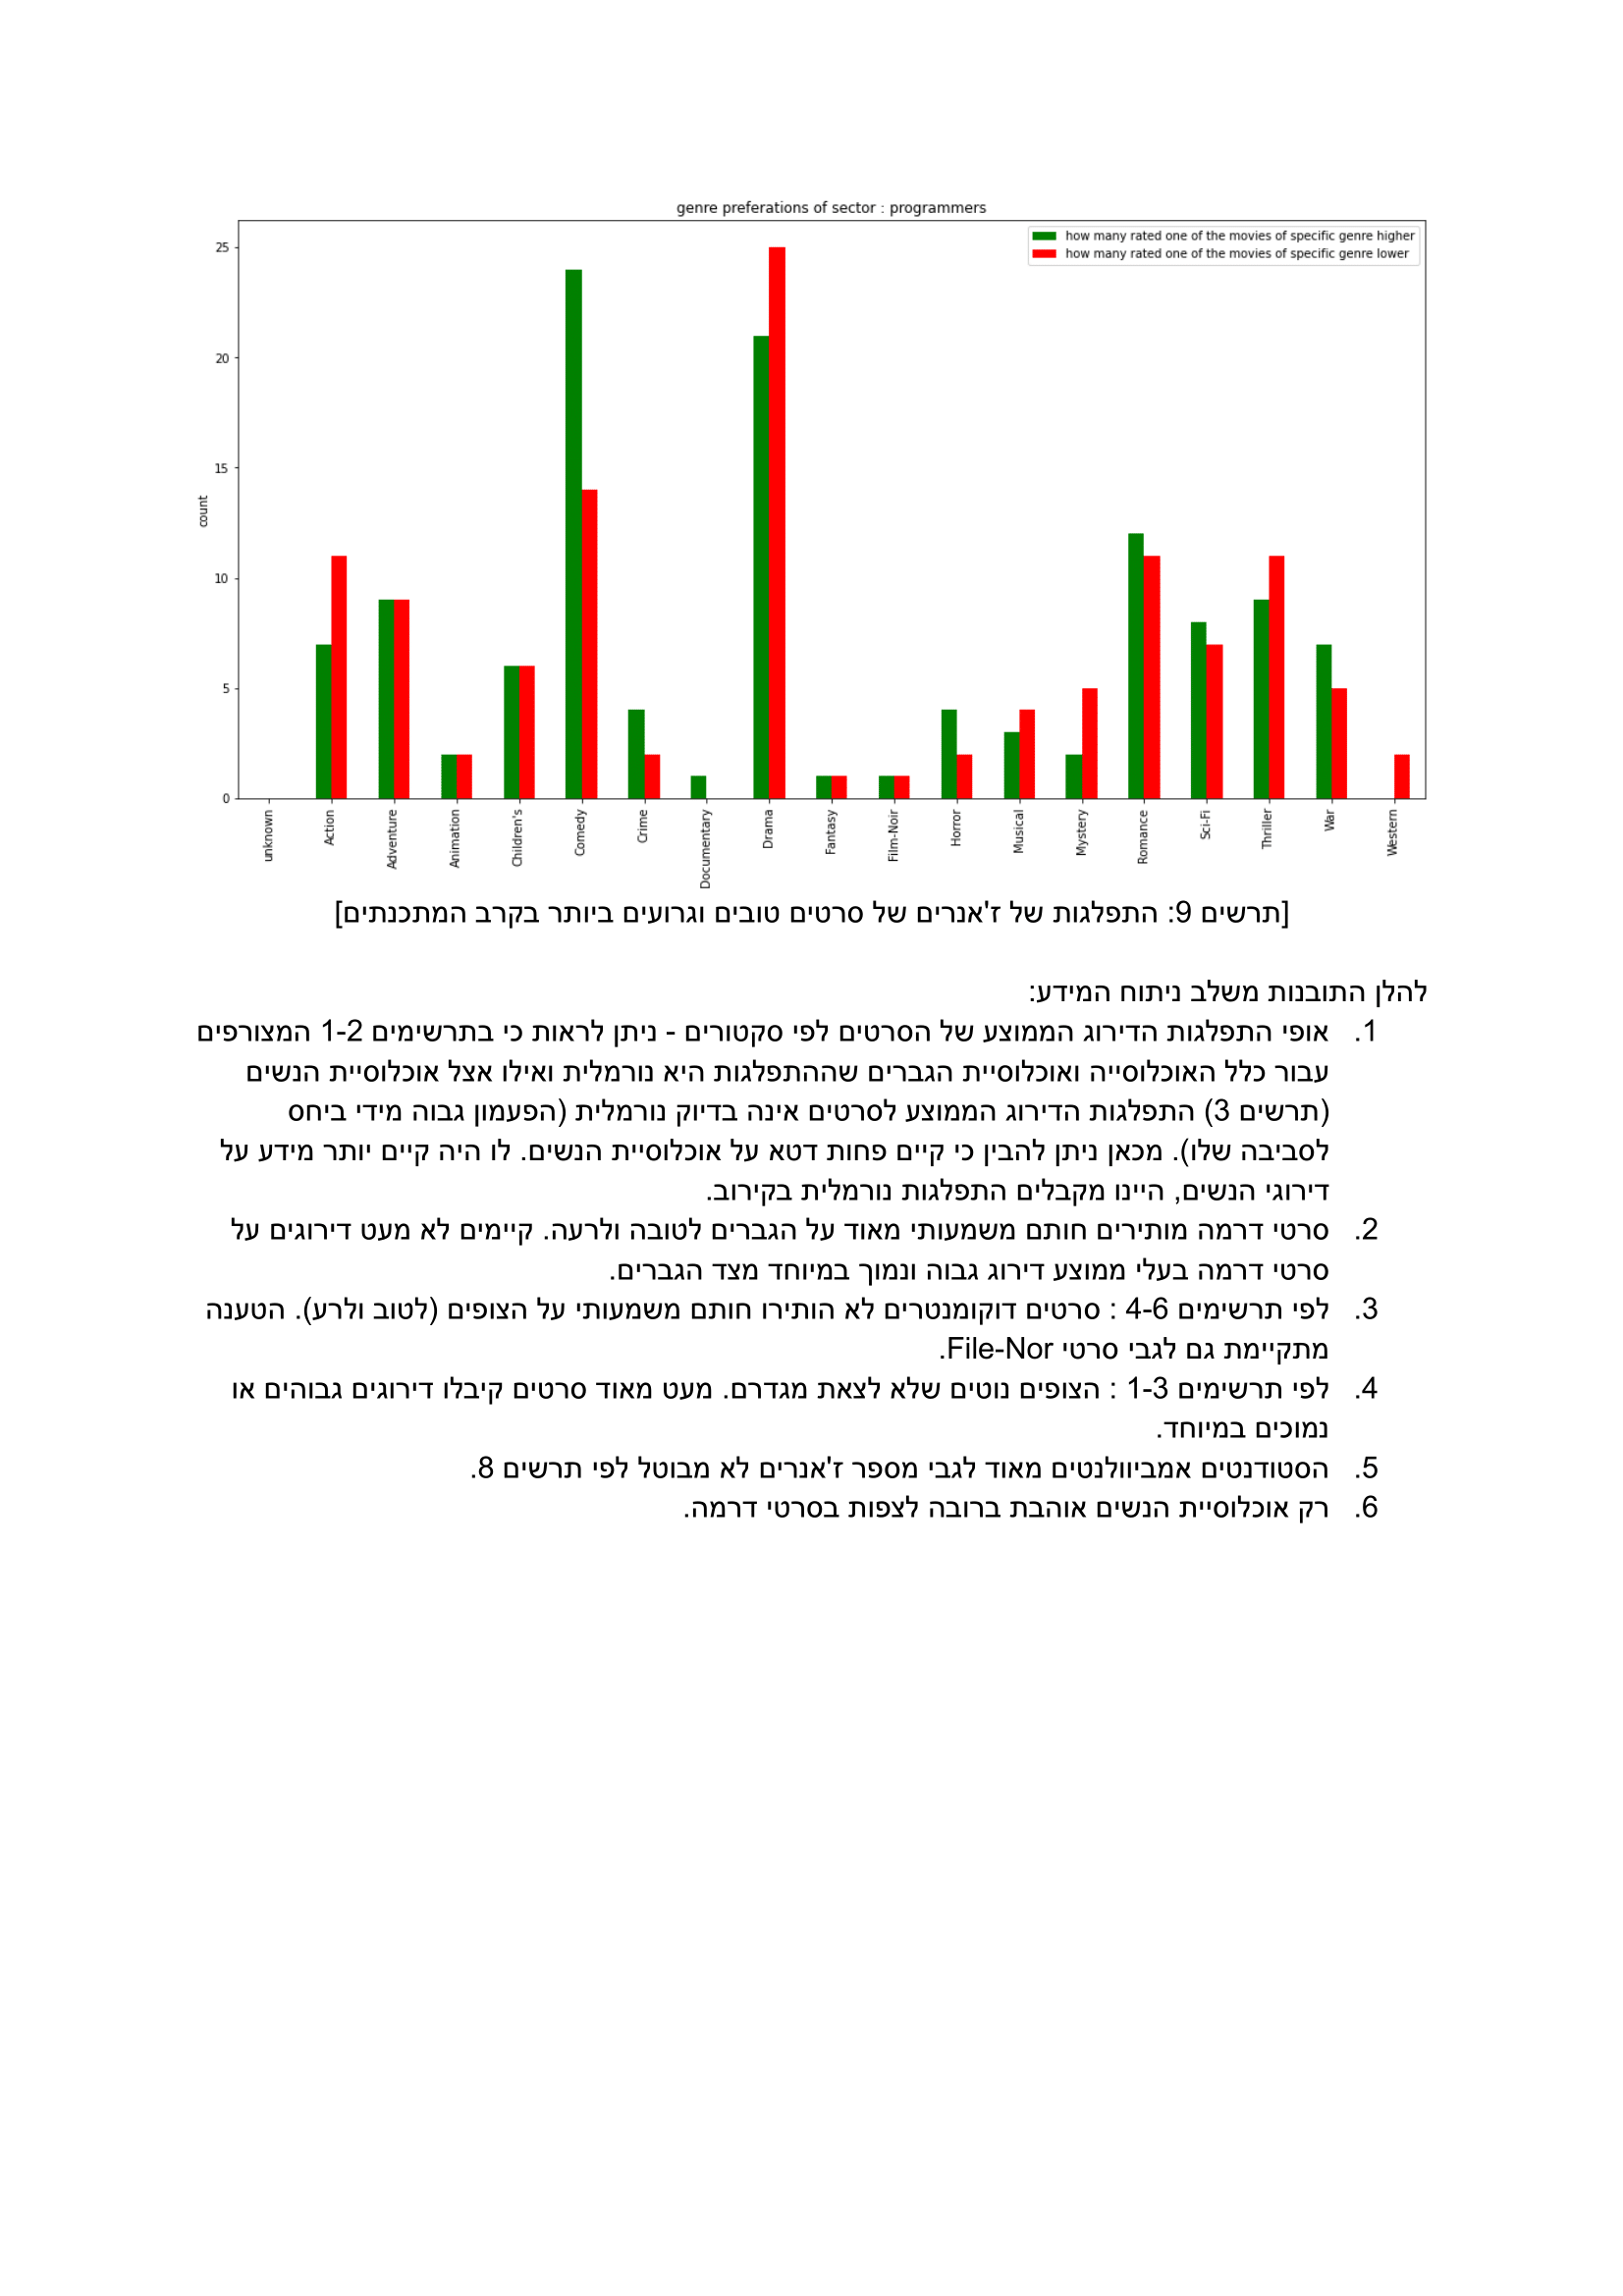 genre preferations of sector : programmers
how many rated one of the movies of specific genre higher
how many rated one of the movies of specific genre lower
25
20
15
10
5
0
count
unknown
Action
Adventure
Animation
Children's
Comedy
Crime
Documentary
Drama
Fantasy
Film-Noir
Horror
Musical
Mystery
Romance
Sci-Fi
Thriller
War
Western
[תרשים 9: התפלגות של ז'אנרים של סרטים טובים וגרועים ביותר בקרב המתכנתים]
להלן התובנות משלב ניתוח המידע:
1. אופי התפלגות הדירוג הממוצע של הסרטים לפי סקטורים - ניתן לראות כי בתרשימים 1-2 המצורפים
עבור כלל האוכלוסייה ואוכלוסיית הגברים שההתפלגות היא נורמלית ואילו אצל אוכלוסיית הנשים
(תרשים 3) התפלגות הדירוג הממוצע לסרטים אינה בדיוק נורמלית (הפעמון גבוה מידי ביחס
לסביבה שלו). מכאן ניתן להבין כי קיים פחות דטא על אוכלוסיית הנשים. לו היה קיים יותר מידע על
דירוגי הנשים, היינו מקבלים התפלגות נורמלית בקירוב.
2. סרטי דרמה מותירים חותם משמעותי מאוד על הגברים לטובה ולרעה. קיימים לא מעט דירוגים על
סרטי דרמה בעלי ממוצע דירוג גבוה ונמוך במיוחד מצד הגברים.
3. לפי תרשימים 4-6 : סרטים דוקומנטרים לא הותירו חותם משמעותי על הצופים (לטוב ולרע). הטענה
מתקיימת גם לגבי סרטי File-Nor.
4. לפי תרשימים 1-3 : הצופים נוטים שלא לצאת מגדרם. מעט מאוד סרטים קיבלו דירוגים גבוהים או
נמוכים במיוחד.
5. הסטודנטים אמביוולנטים מאוד לגבי מספר ז'אנרים לא מבוטל לפי תרשים 8.
6. רק אוכלוסיית הנשים אוהבת ברובה לצפות בסרטי דרמה.